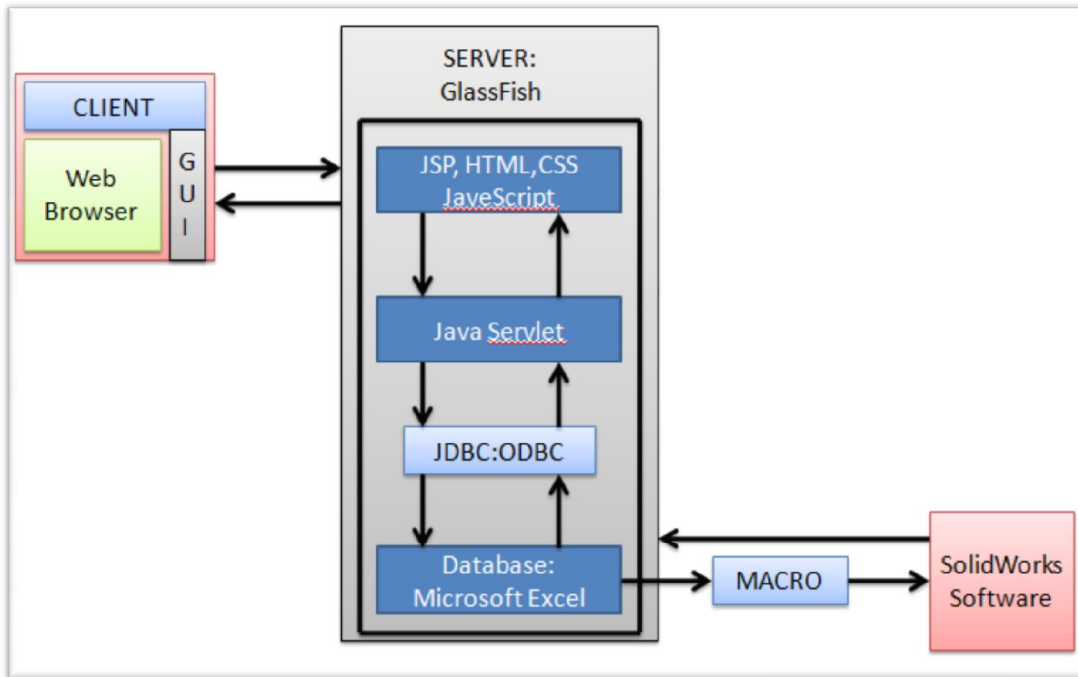 SERVER:
GlassFish
CLIENT
Web
Browser
G
U
I
JSP, HTML,CSS
JaveScript
Java Servlet
JDBC:ODBC
Database:
Microsoft Excel
MACRO
SolidWorks
Software